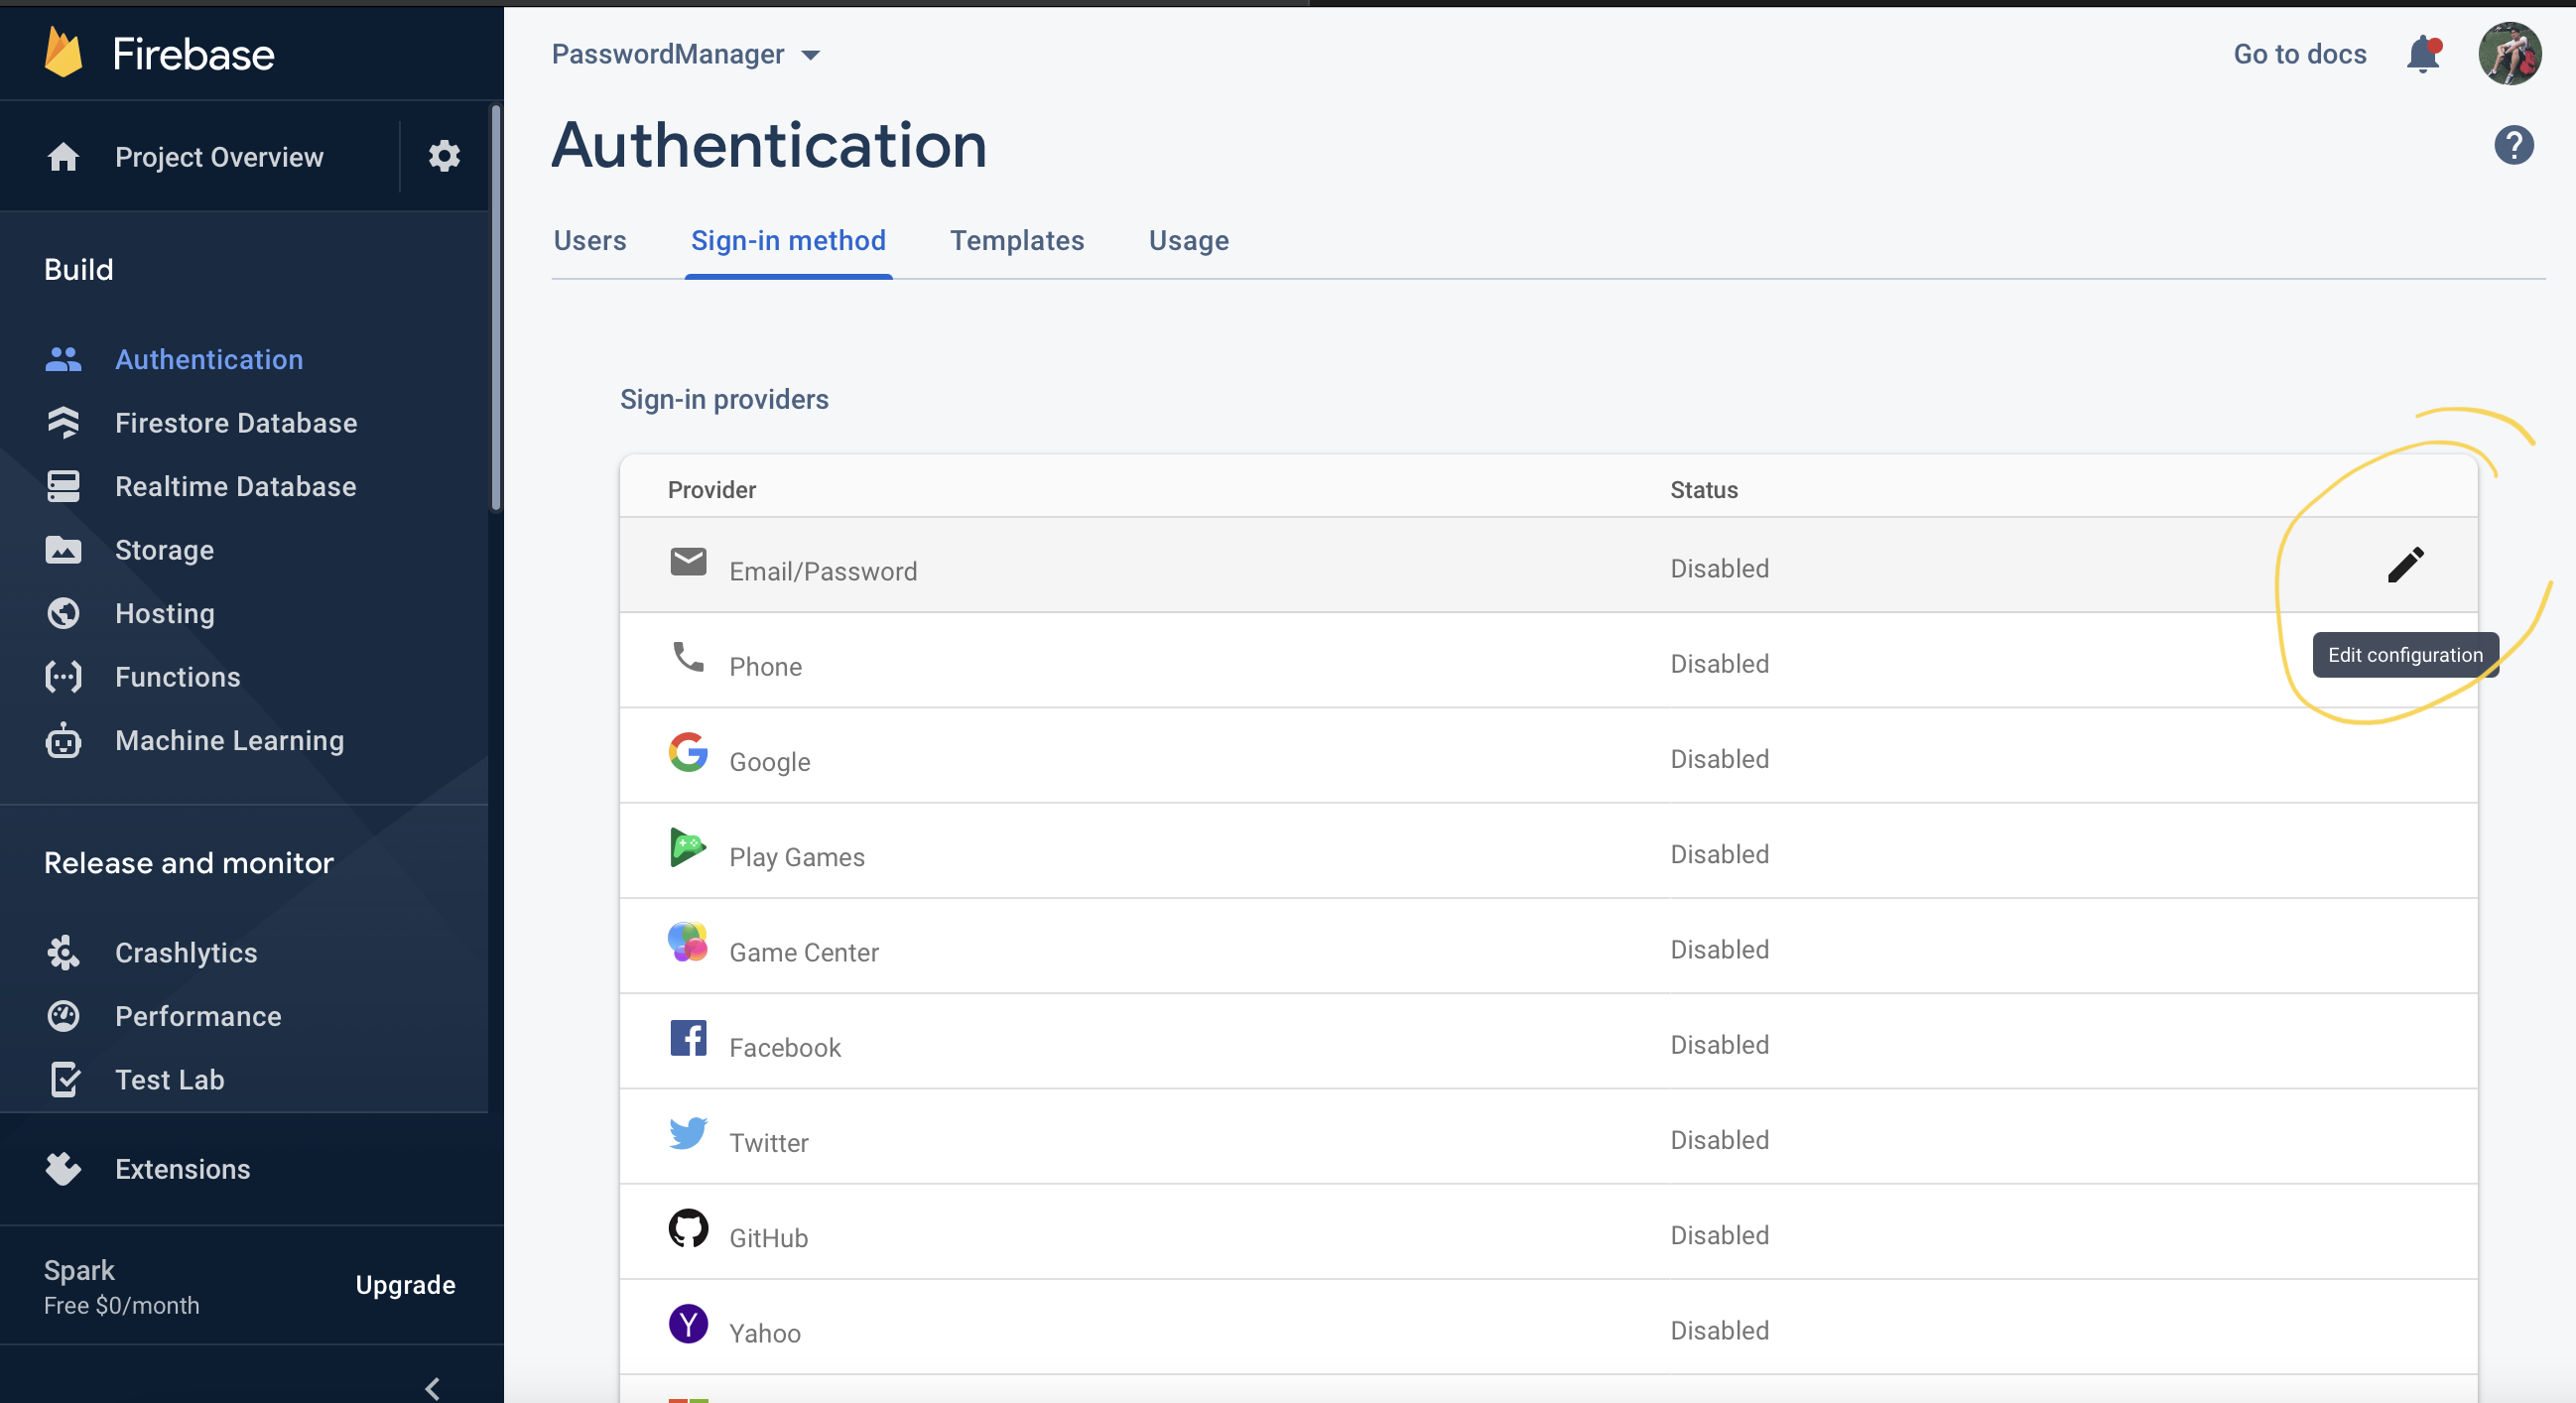 Firebase
Project Overview
Build
Authentication
Firestore Database
Realtime Database
Storage
Hosting
Functions
Machine Learning
Release and monitor
Crashlytics
Performance
Test Lab
Extensions
Spark
Free $0/month
Upgrade
PasswordManager
Go to docs
Authentication
Users Sign-in method Templates Usage
Sign-in providers
Provider Status
Email/Password Disabled
Edit configuration
Phone Disabled
Google Disabled
Play Games Disabled
Game Center Disabled
Facebook Disabled
Twitter Disabled
GitHub Disabled
Yahoo Disabled